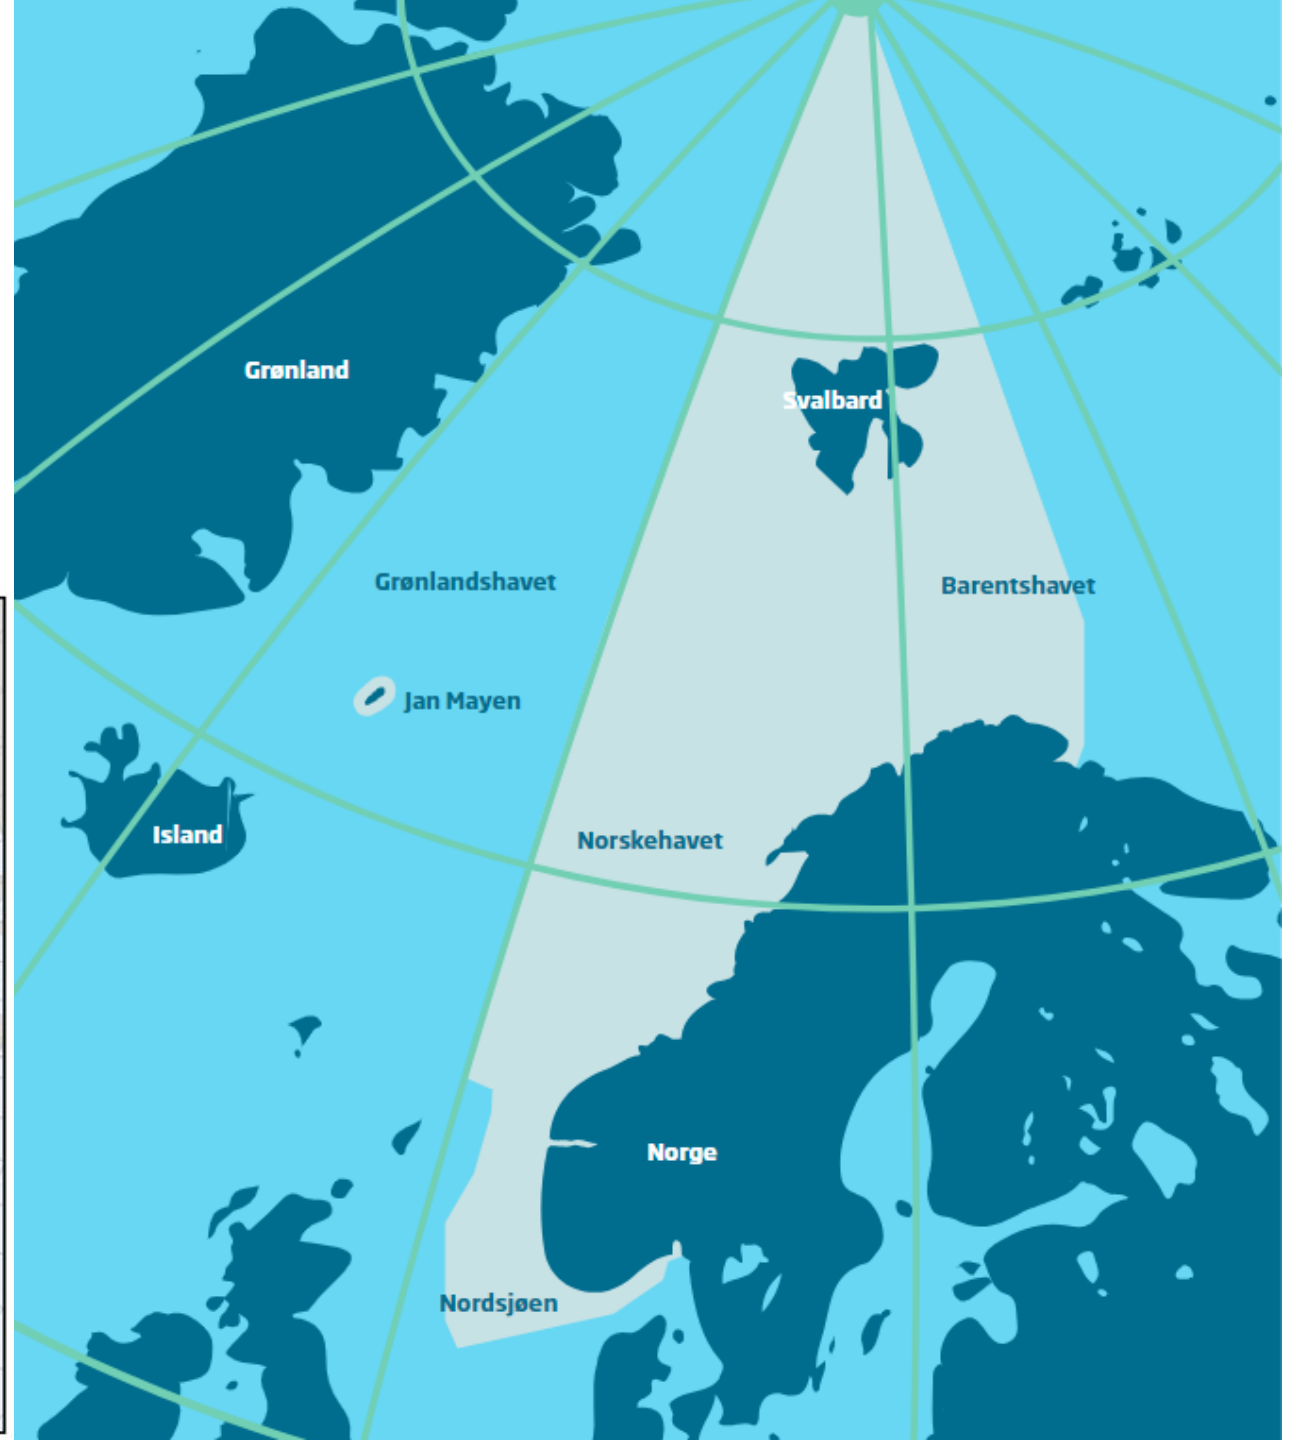 Grønland
Svalbard
Grønlandshavet
Barentshavet
Jan Mayen
Island
Norskehavet
Norge
Nordsjøen